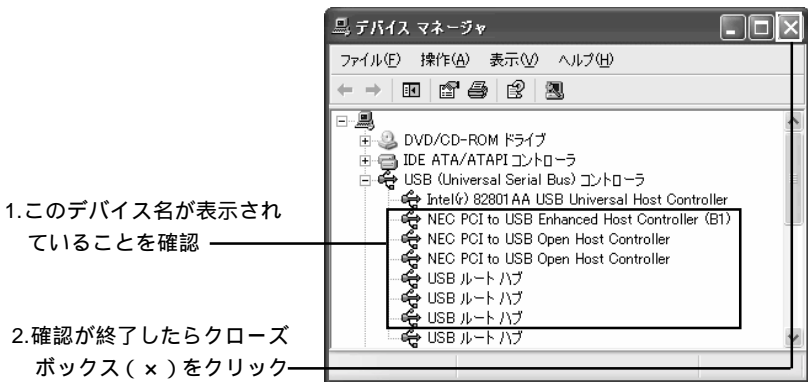 デバイス マネージャ
ファイル(F) 操作(A) 表示(V) ヘルプ(H)
DVD/CD-ROM ドライブ
IDE ATA/ATAPI コントローラ
USB (Universal Serial Bus) コントローラ
Intel(r) 82801AA USB Universal Host Controller
NEC PCI to USB Enhanced Host Controller (B1)
NEC PCI to USB Open Host Controller
NEC PCI to USB Open Host Controller
USB ルート ハブ
USB ルート ハブ
USB ルート ハブ
USB ルート ハブ
1.このデバイス名が表示され
ていることを確認
2.確認が終了したらクローズ
ボックス ( × ) をクリック